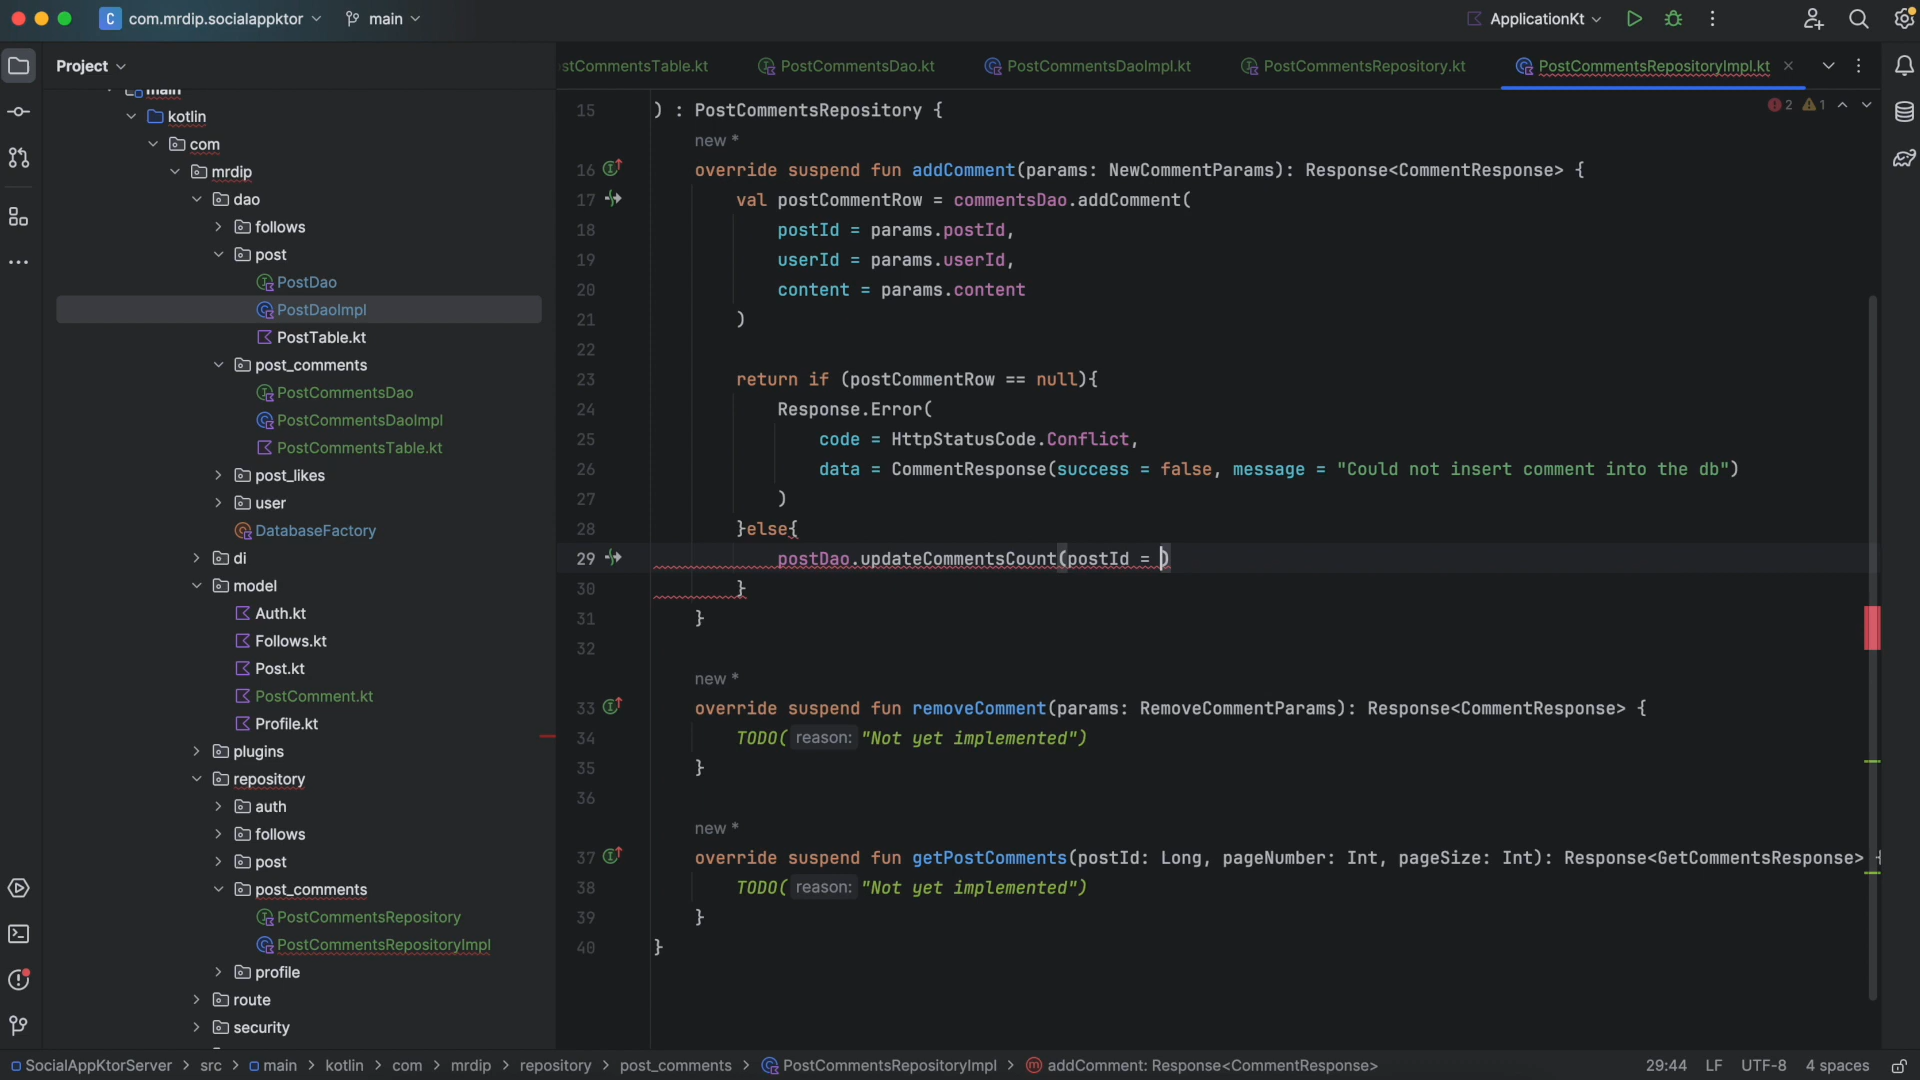 C com.mrdip.socialappktor main ApplicationKt
Project
stCommentsTable.kt PostCommentsDao.kt PostCommentsDaoImpl.kt PostCommentsRepository.kt PostCommentsRepositoryImpl.kt
main
kotlin
com
mrdip
dao
follows
post
PostDao
PostDaoImpl
PostTable.kt
post_comments
PostCommentsDao
PostCommentsDaoImpl
PostCommentsTable.kt
post_likes
user
DatabaseFactory
di
model
Auth.kt
Follows.kt
Post.kt
PostComment.kt
Profile.kt
plugins
repository
auth
follows
post
post_comments
PostCommentsRepository
PostCommentsRepositoryImpl
profile
route
security
2 1
15 ) : PostCommentsRepository {
new *
16 override suspend fun addComment(params: NewCommentParams): Response<CommentResponse> {
17 val postCommentRow = commentsDao.addComment(
18 postId = params.postId,
19 userId = params.userId,
20 content = params.content
21 )
22
23 return if (postCommentRow == null){
24 Response.Error(
25 code = HttpStatusCode.Conflict,
26 data = CommentResponse(success = false, message = "Could not insert comment into the db")
27 )
28 }else{
29 postDao.updateCommentsCount(postId = )
30 }
31 }
32
new *
33 override suspend fun removeComment(params: RemoveCommentParams): Response<CommentResponse> {
34 TODO( reason: "Not yet implemented")
35 }
36
new *
37 override suspend fun getPostComments(postId: Long, pageNumber: Int, pageSize: Int): Response<GetCommentsResponse> {
38 TODO( reason: "Not yet implemented")
39 }
40 }
SocialAppKtorServer > src > main > kotlin > com > mrdip > repository > post_comments > PostCommentsRepositoryImpl > addComment: Response<CommentResponse> 29:44 LF UTF-8 4 spaces